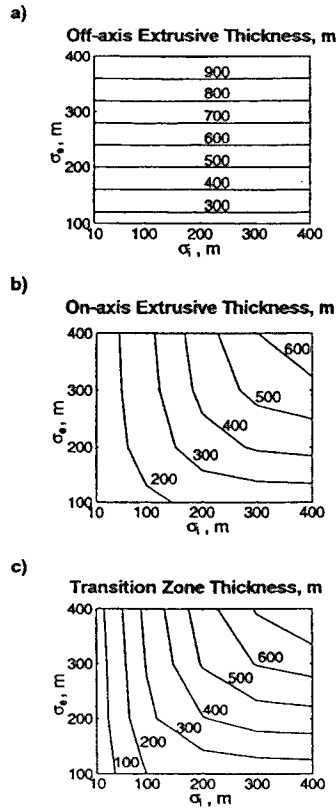 a)
Off-axis Extrusive Thickness, m
400
900
800
300
700
σe, m
600
200
500
400
300
100
10 100 200 300 400
σi, m
b)
On-axis Extrusive Thickness, m
400
600
300
500
σe, m
400
200
300
200
100
10 100 200 300 400
σi, m
c)
Transition Zone Thickness, m
400
600
300
500
σe, m
400
200
300
200
100
100
10 100 200 300 400
σi, m